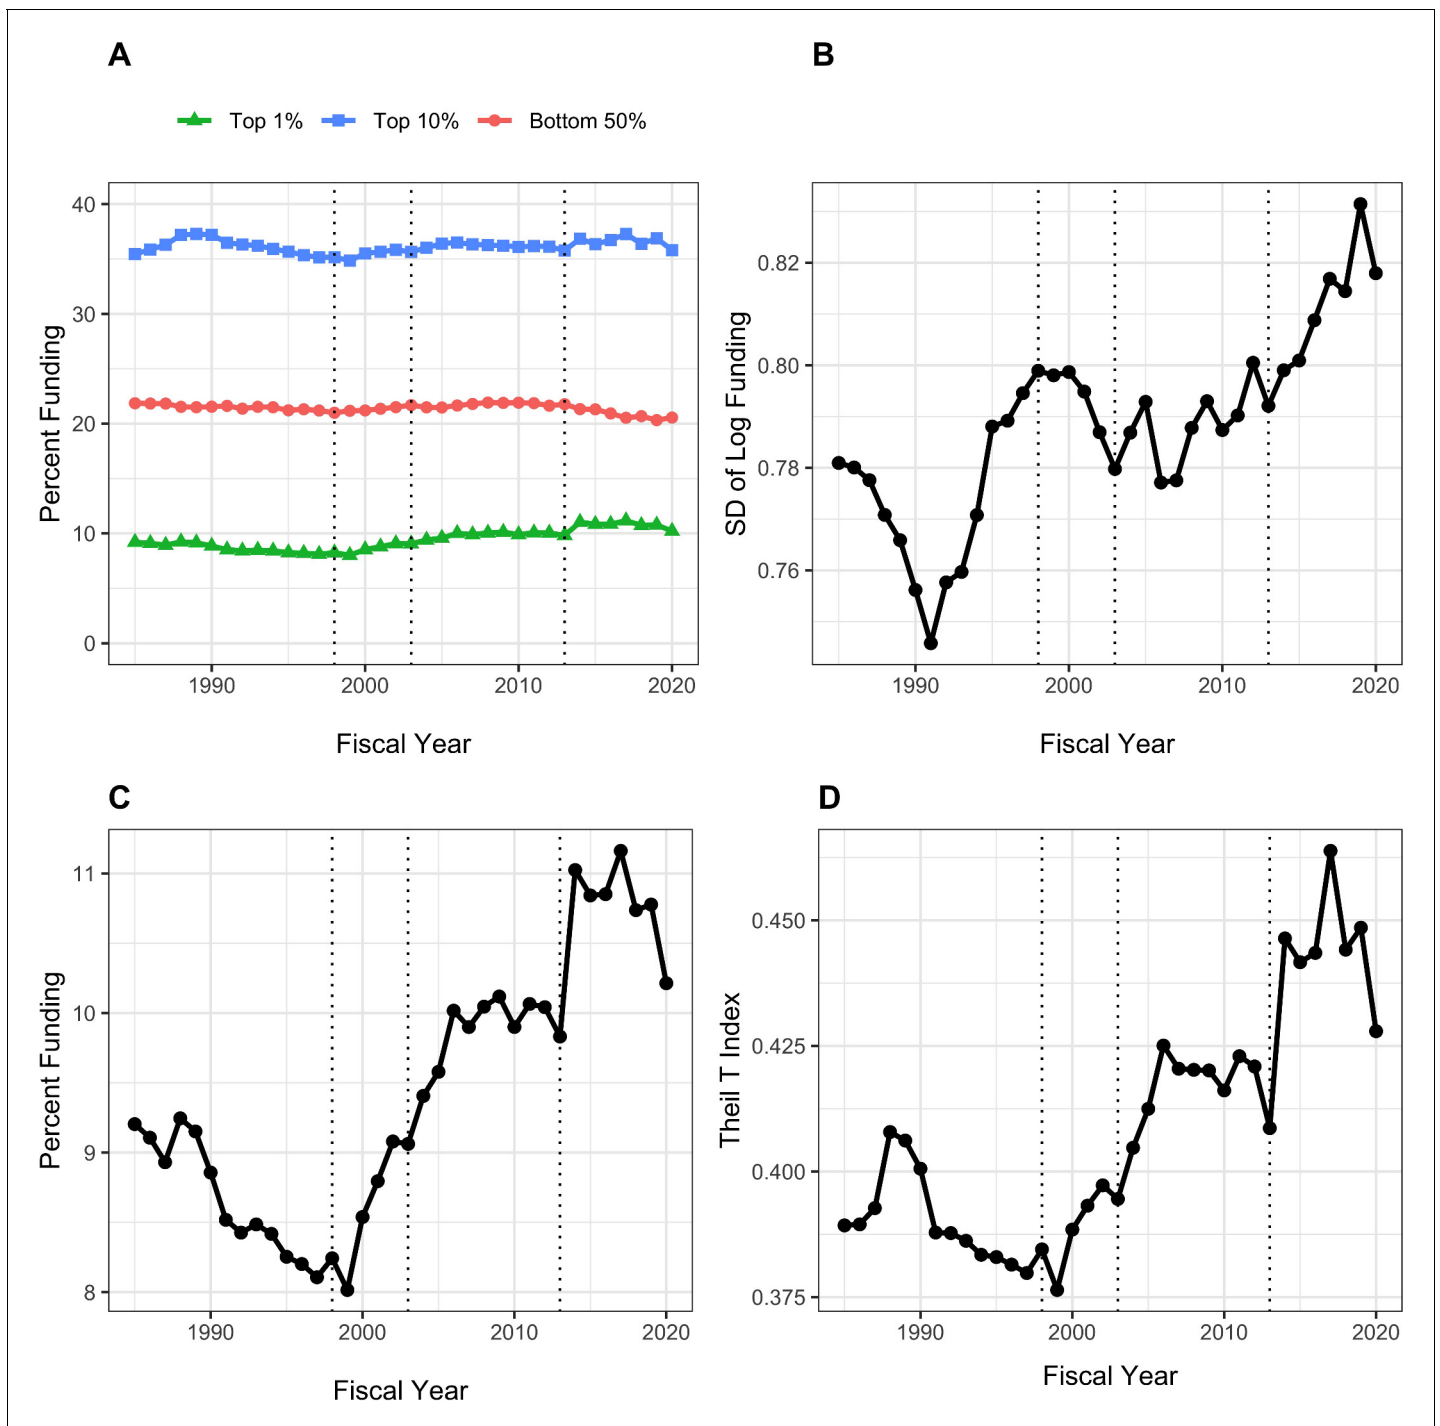 A
Top 1% Top 10% Bottom 50%
Percent Funding
40
30
20
10
0
1990 2000 2010 2020
Fiscal Year
B
SD of Log Funding
0.82
0.80
0.78
0.76
1990 2000 2010 2020
Fiscal Year
C
Percent Funding
11
10
9
8
1990 2000 2010 2020
Fiscal Year
D
Theil T Index
0.450
0.425
0.400
0.375
1990 2000 2010 2020
Fiscal Year